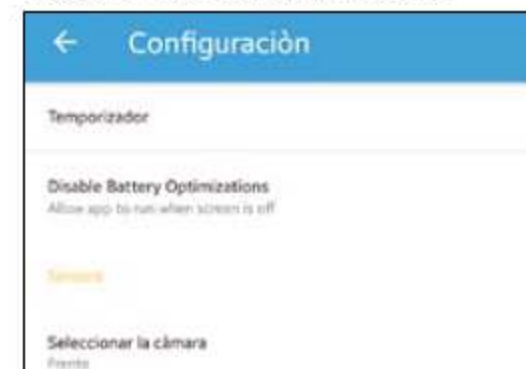 Configuraciòn
Temporizador
Disable Battery Optimizations
Allow app to run when screen is off
Seleccionar la càmara
Frente